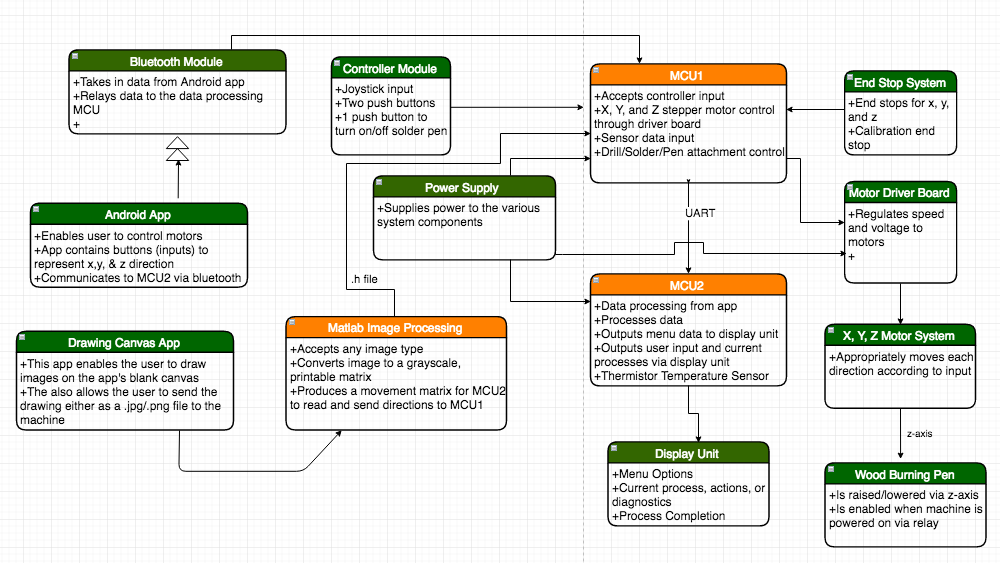 Bluetooth Module
+Takes in data from Android app
+Relays data to the data processing
MCU
+
Controller Module
+Joystick input
+Two push buttons
+1 push button to
turn on/off solder pen
MCU1
+Accepts controller input
+X, Y, and Z stepper motor control
through driver board
+Sensor data input
+Drill/Solder/Pen attachment control
End Stop System
+End stops for x, y,
and z
+Calibration end
stop
Power Supply
+Supplies power to the various
system components
Motor Driver Board
+Regulates speed
and voltage to
motors
+
Android App
+Enables user to control motors
+App contains buttons (inputs) to
represent x,y, & z direction
+Communicates to MCU2 via bluetooth
UART
.h file
MCU2
+Data processing from app
+Processes data
+Outputs menu data to display unit
+Outputs user input and current
processes via display unit
+Thermistor Temperature Sensor
Drawing Canvas App
+This app enables the user to draw
images on the app's blank canvas
+The also allows the user to send the
drawing either as a .jpg/.png file to the
machine
Matlab Image Processing
+Accepts any image type
+Converts image to a grayscale,
printable matrix
+Produces a movement matrix for MCU2
to read and send directions to MCU1
X, Y, Z Motor System
+Appropriately moves each
direction according to input
z-axis
Display Unit
+Menu Options
+Current process, actions, or
diagnostics
+Process Completion
Wood Burning Pen
+Is raised/lowered via z-axis
+Is enabled when machine is
powered on via relay